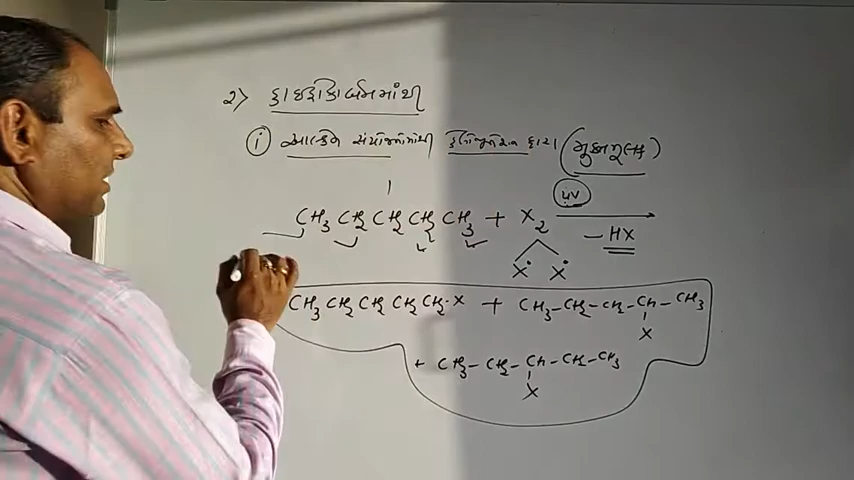 2> હાઇડ્રોકાર્બનમાંથી
(i) આલ્કેન સંયોજનોમાંથી હેલોજીનેશન દ્વારા (મુક્તમૂલક)
CH3 CH2 CH2 CH2 CH3 + X2 UV → - HX
X• X•
CH3 CH2 CH2 CH2 CH2-X + CH3-CH2-CH2-CH-CH3
X
+ CH3-CH2-CH-CH2-CH3
X